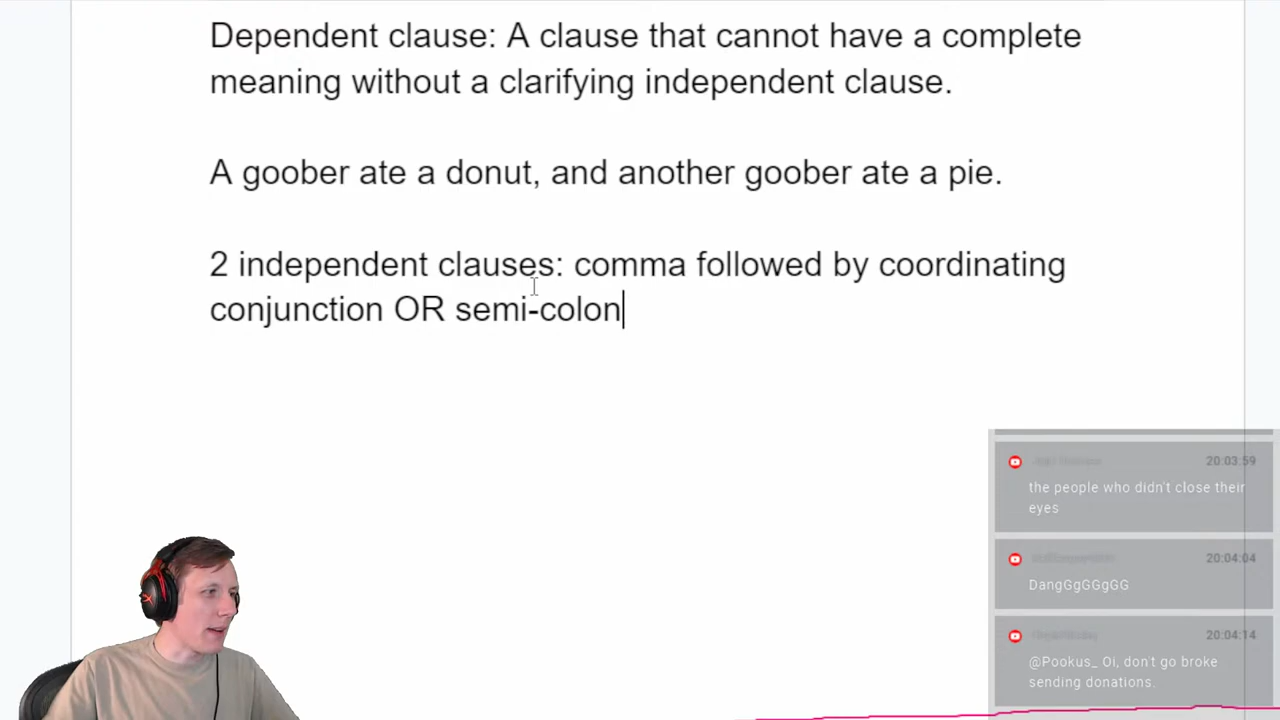 Dependent clause: A clause that cannot have a complete
meaning without a clarifying independent clause.
A goober ate a donut, and another goober ate a pie.
2 independent clauses: comma followed by coordinating
conjunction OR semi-colon
20:03:59
the people who didn't close their
eyes
20:04:04
DangGgGGgGG
20:04:14
@Pookus_ Oi, don't go broke
sending donations.